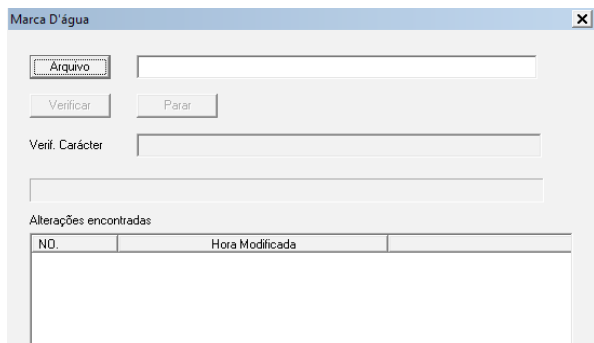 Marca D'água
Arquivo
Verificar Parar
Verif. Carácter
Alterações encontradas
NO. Hora Modificada